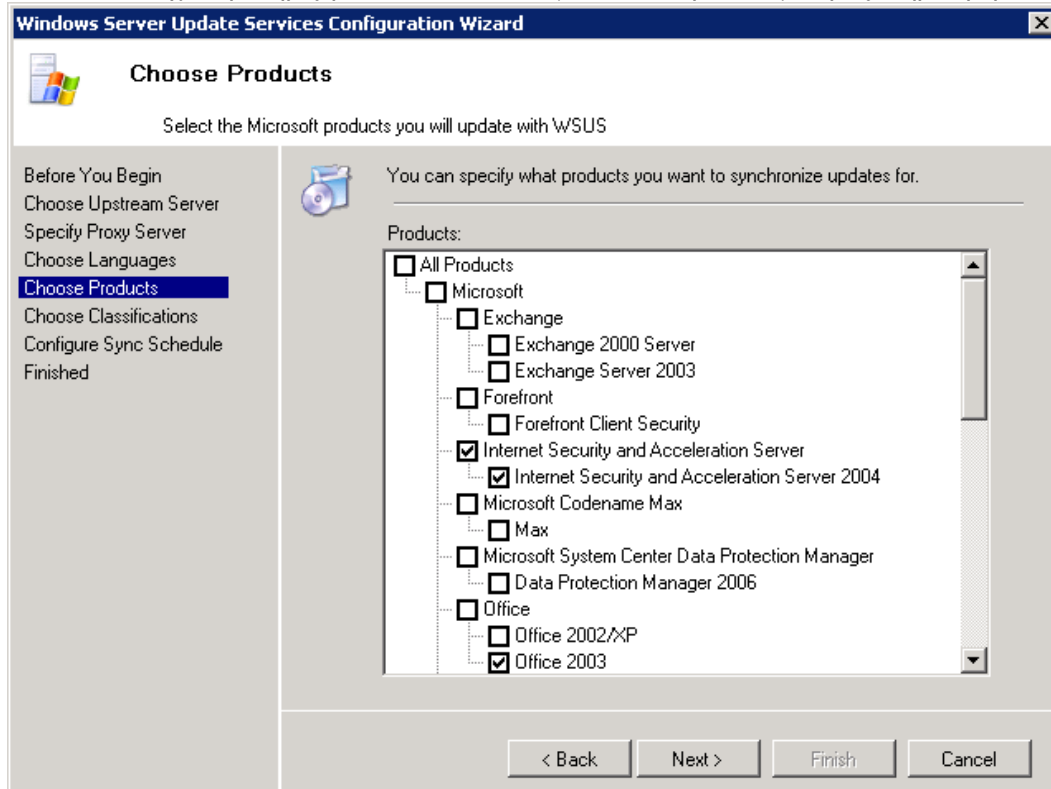 Windows Server Update Services Configuration Wizard
Choose Products
Select the Microsoft products you will update with WSUS
Before You Begin
Choose Upstream Server
Specify Proxy Server
Choose Languages
Choose Products
Choose Classifications
Configure Sync Schedule
Finished
You can specify what products you want to synchronize updates for.
Products:
All Products
Microsoft
Exchange
Exchange 2000 Server
Exchange Server 2003
Forefront
Forefront Client Security
Internet Security and Acceleration Server
Internet Security and Acceleration Server 2004
Microsoft Codename Max
Max
Microsoft System Center Data Protection Manager
Data Protection Manager 2006
Office
Office 2002/XP
Office 2003
< Back
Next >
Finish
Cancel